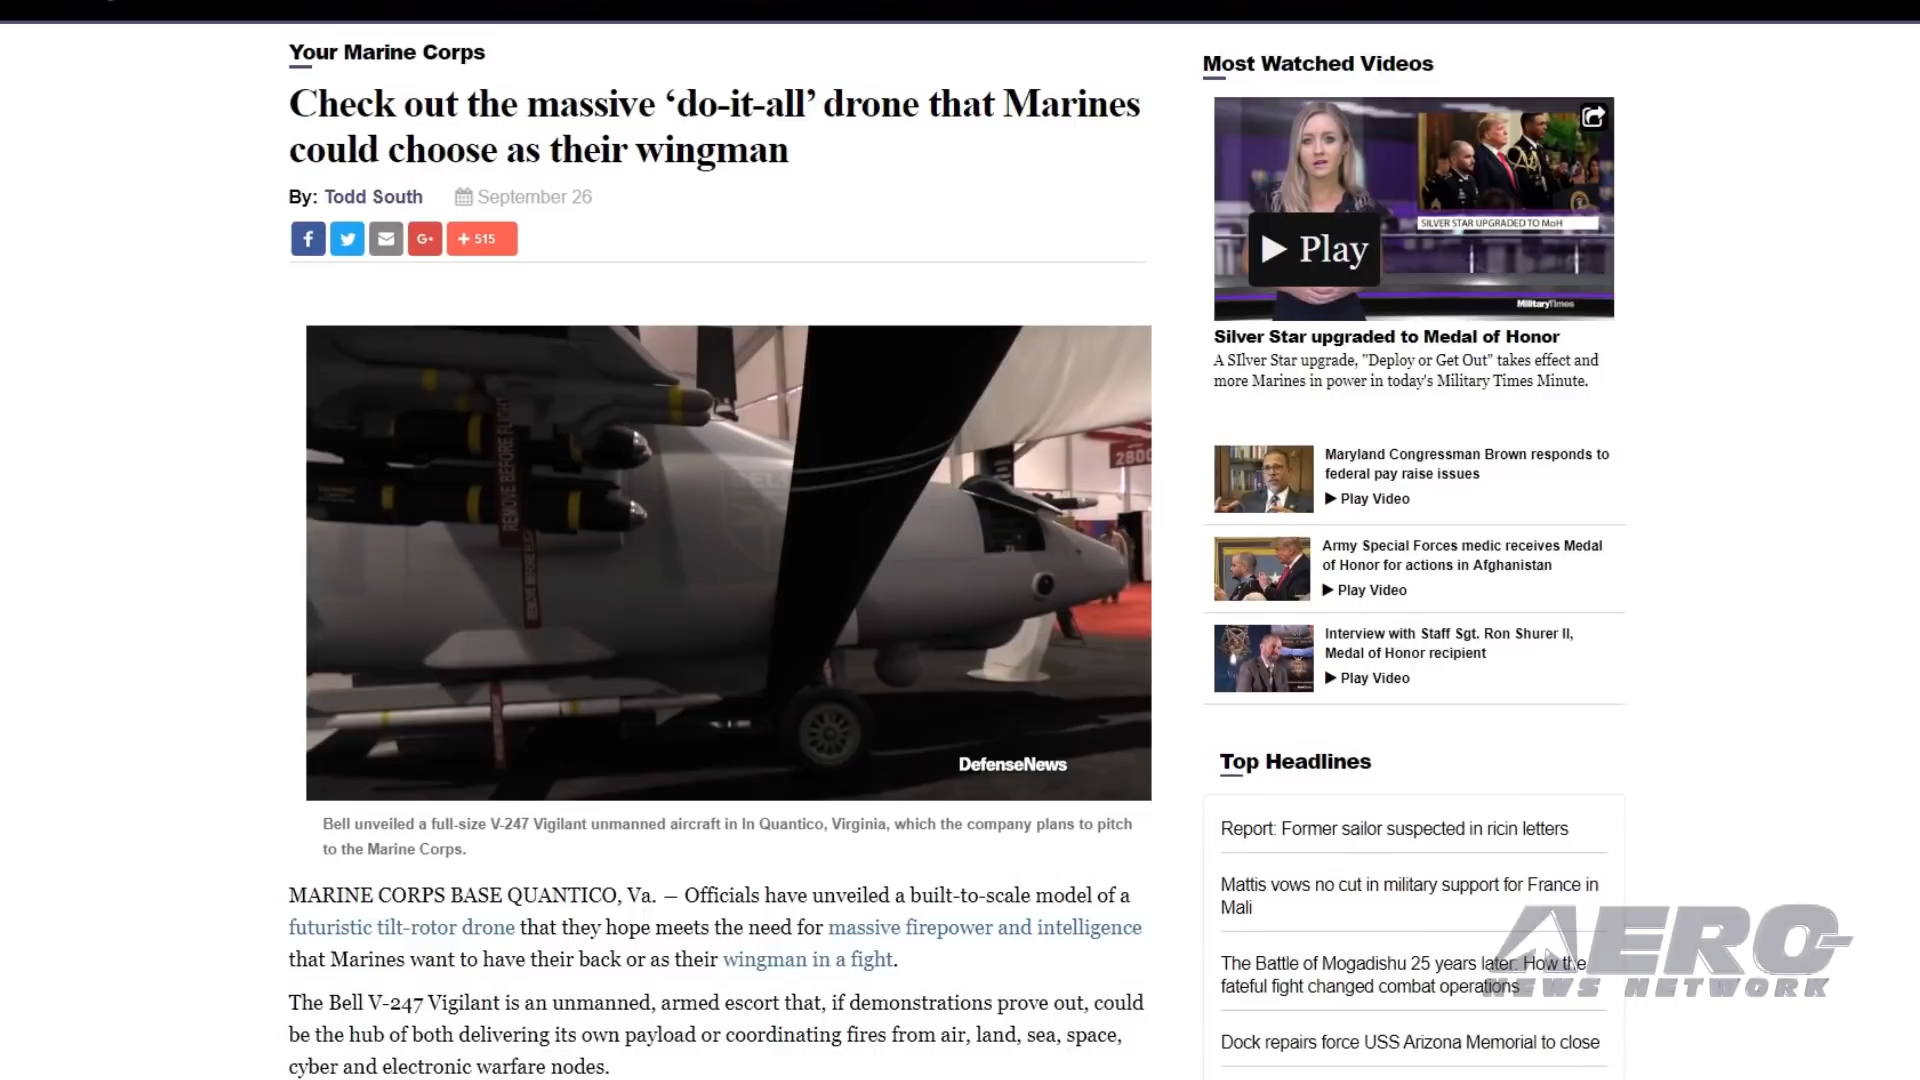 Your Marine Corps
Check out the massive ‘do-it-all’ drone that Marines
could choose as their wingman
By: Todd South September 26
f
G+
+ 515
REMOVE BEFORE FLIGHT
2800
DefenseNews
Bell unveiled a full-size V-247 Vigilant unmanned aircraft in In Quantico, Virginia, which the company plans to pitch
to the Marine Corps.
MARINE CORPS BASE QUANTICO, Va. — Officials have unveiled a built-to-scale model of a
futuristic tilt-rotor drone that they hope meets the need for massive firepower and intelligence
that Marines want to have their back or as their wingman in a fight.
The Bell V-247 Vigilant is an unmanned, armed escort that, if demonstrations prove out, could
be the hub of both delivering its own payload or coordinating fires from air, land, sea, space,
cyber and electronic warfare nodes.
Most Watched Videos
SILVER STAR UPGRADED TO MoH
Play
MilitaryTimes
Silver Star upgraded to Medal of Honor
A SIlver Star upgrade, "Deploy or Get Out" takes effect and
more Marines in power in today's Military Times Minute.
Maryland Congressman Brown responds to
federal pay raise issues
Play Video
Army Special Forces medic receives Medal
of Honor for actions in Afghanistan
Play Video
Interview with Staff Sgt. Ron Shurer II,
Medal of Honor recipient
Play Video
Top Headlines
Report: Former sailor suspected in ricin letters
Mattis vows no cut in military support for France in
Mali
The Battle of Mogadishu 25 years later: How the
fateful fight changed combat operations
Dock repairs force USS Arizona Memorial to close
AERO-
NEWS NETWORK